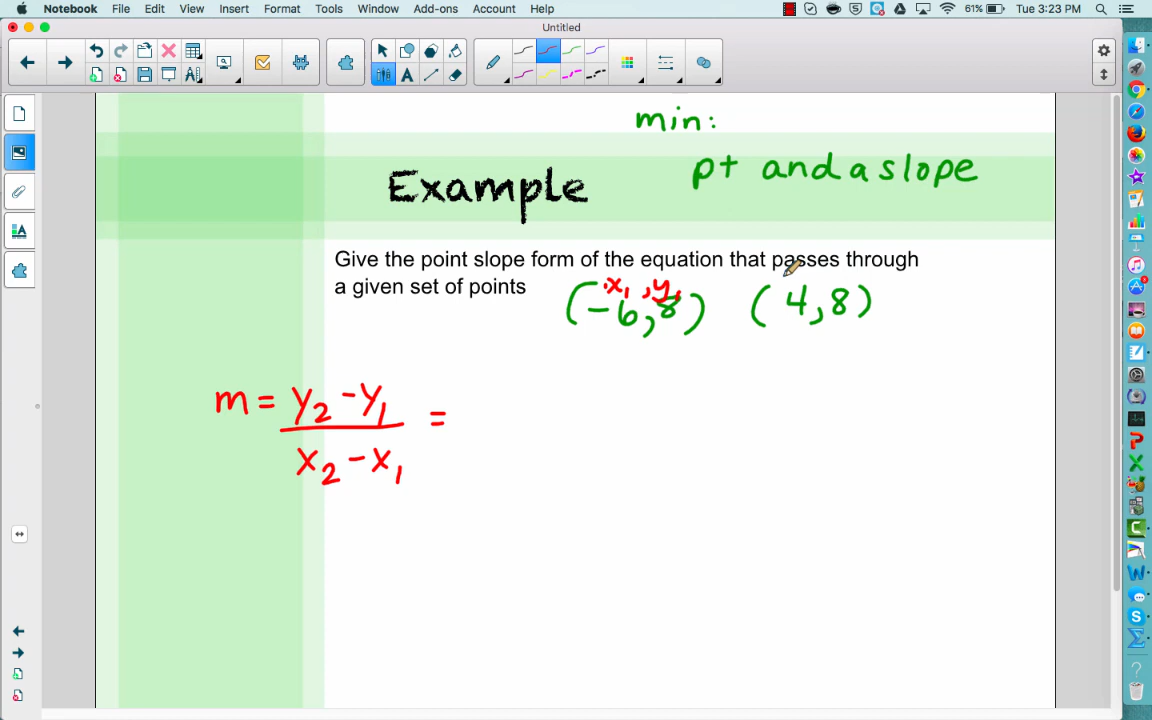 Notebook File Edit View Insert Format Tools Window Add-ons Account Help 61% Tue 3:23 PM
Untitled
min:
pt and a slope
Example
Give the point slope form of the equation that passes through
a given set of points
x₁, y₁
(-6, 8) (4, 8)
m = y₂ - y₁ =
x₂ - x₁